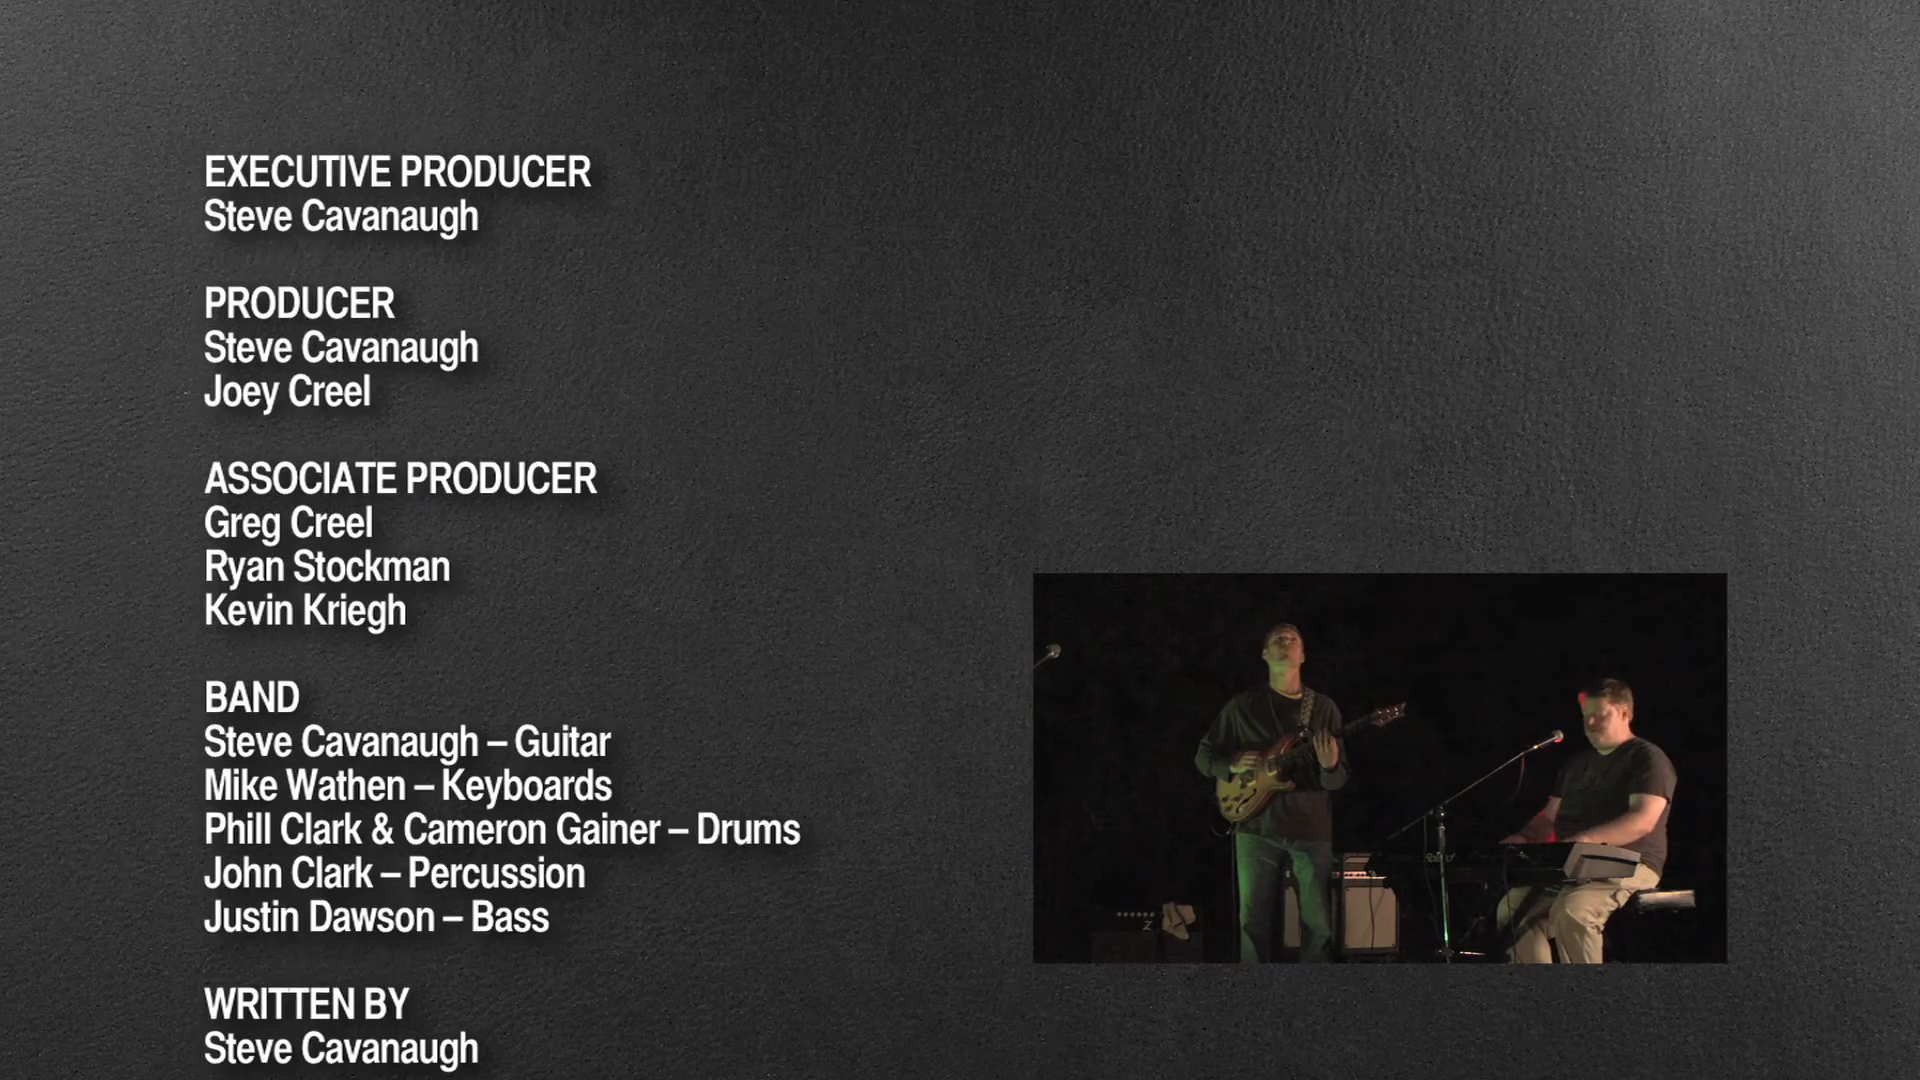 EXECUTIVE PRODUCER
Steve Cavanaugh
PRODUCER
Steve Cavanaugh
Joey Creel
ASSOCIATE PRODUCER
Greg Creel
Ryan Stockman
Kevin Kriegh
BAND
Steve Cavanaugh – Guitar
Mike Wathen – Keyboards
Phill Clark & Cameron Gainer – Drums
John Clark – Percussion
Justin Dawson – Bass
WRITTEN BY
Steve Cavanaugh